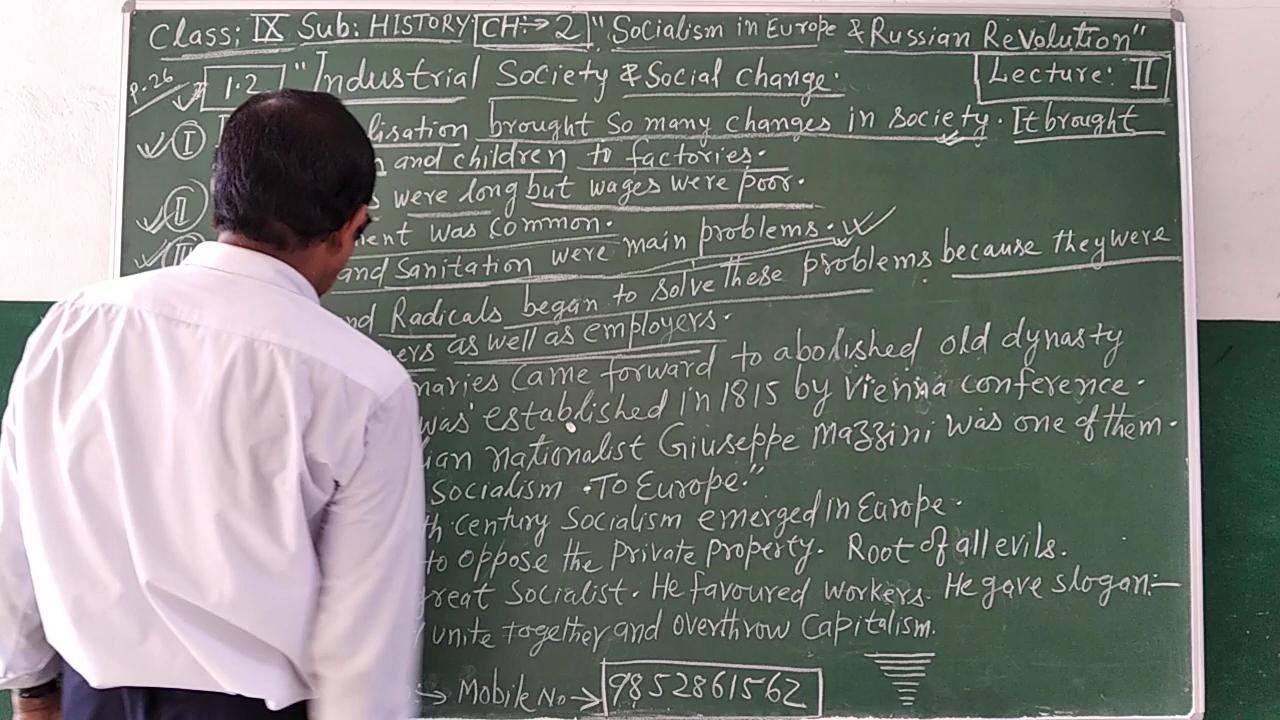 Class; IX Sub: HISTORY CH:→ 2 "Socialism in Europe & Russian Revolution"
P.26 1.2 "Industrial Society & Social change. Lecture: II
I lisation brought so many changes in society. It brought
and children to factories.
II were long but wages were poor.
III ent was common.
and Sanitation were main problems.
nd Radicals began to solve these problems because they were
ers as well as employers.
naries came forward to abolished old dynasty
was established in 1815 by Vienna conference.
ian nationalist Giuseppe Mazzini was one of them.
Socialism . To Europe."
th century Socialism emerged in Europe.
to oppose the private property. Root of all evils.
great Socialist. He favoured workers. He gave slogan:–
unite together and overthrow Capitalism.
→ Mobile No → 9852861562